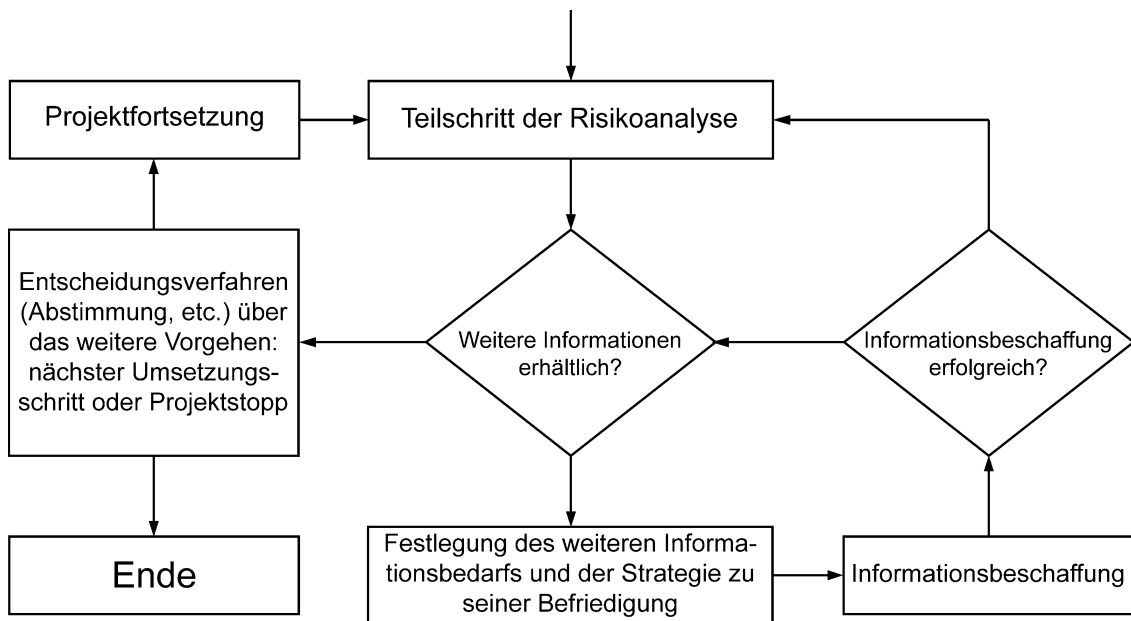 Projektfortsetzung
Teilschritt der Risikoanalyse
Entscheidungsverfahren
(Abstimmung, etc.) über
das weitere Vorgehen:
nächster Umsetzungs-
schritt oder Projektstopp
Weitere Informationen
erhältlich?
Informationsbeschaffung
erfolgreich?
Ende
Festlegung des weiteren Informa-
tionsbedarfs und der Strategie zu
seiner Befriedigung
Informationsbeschaffung